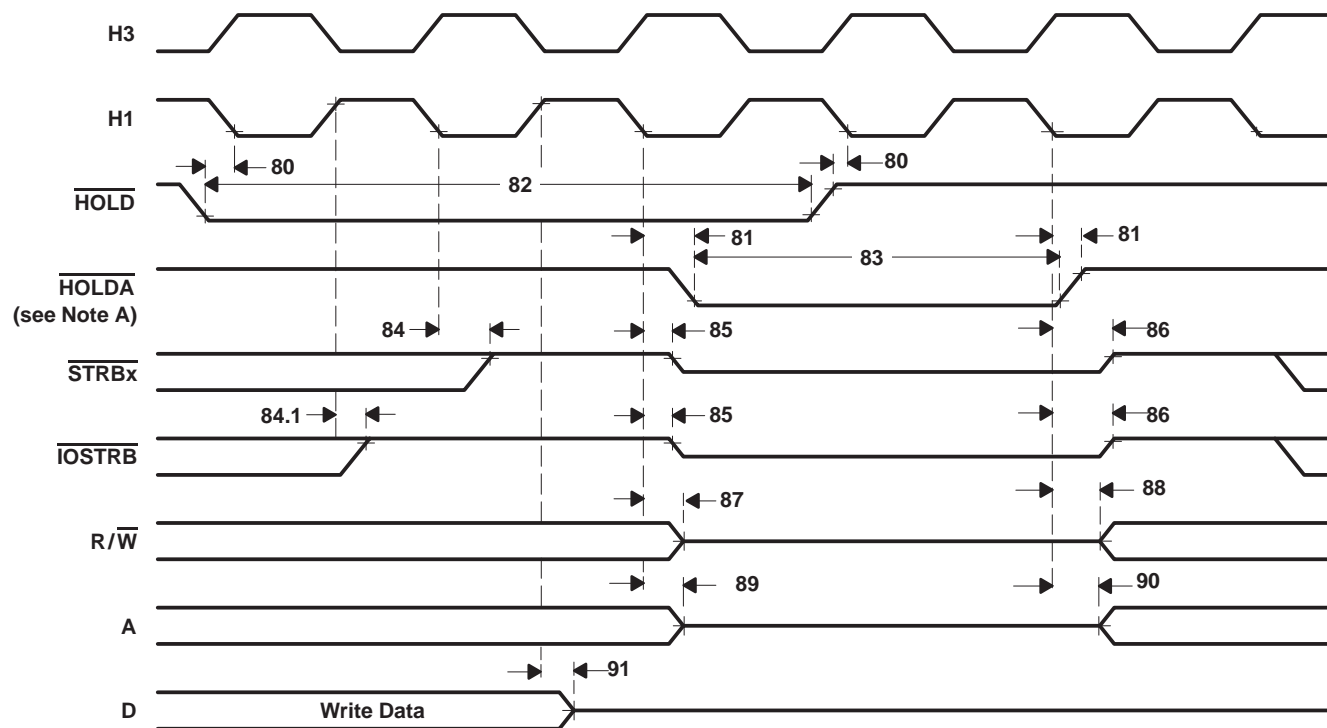 H3
H1
80
80
82
HOLD
81
81
83
HOLDA
(see Note A)
84
85
86
STRBx
84.1
85
86
IOSTRB
87
88
R/W
89
90
A
91
D
Write Data